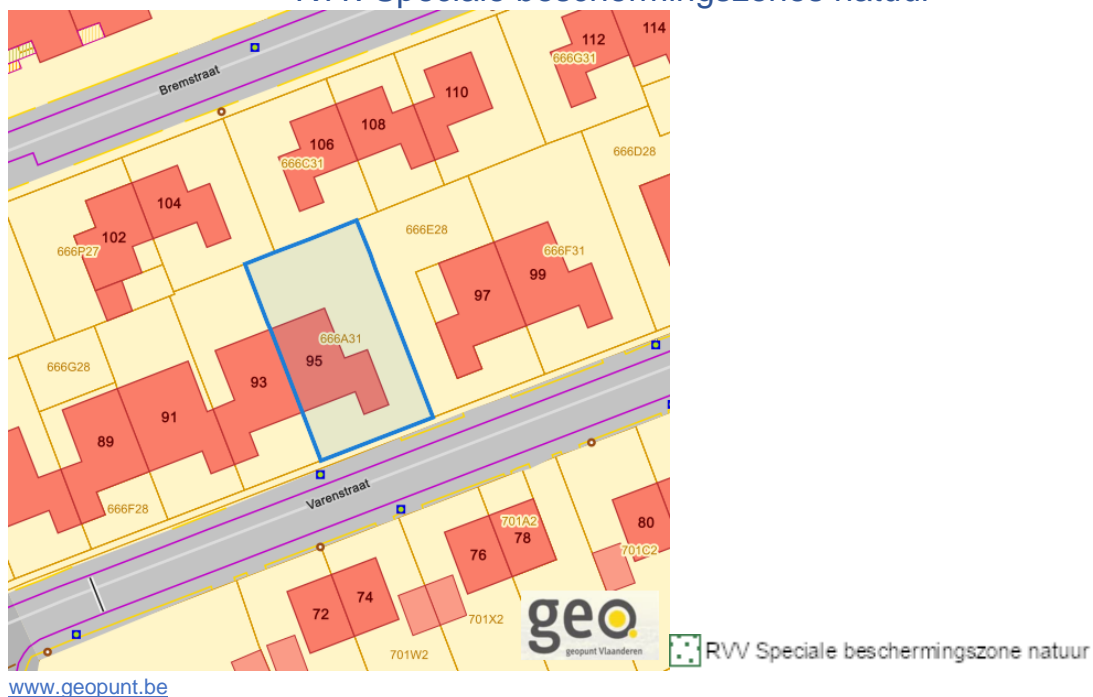 RVV Speciale beschermingszones natuur
112
114
666G31
Bremstraat
110
108
106
666C31
666D28
104
102
666P27
666E28
666F31
99
97
666A31
95
666G28
93
91
89
666F28
Varenstraat
701A2
76
78
80
701C2
72
74
701X2
701W2
geo.
geopunt Vlaanderen
RVV Speciale beschermingszone natuur
www.geopunt.be